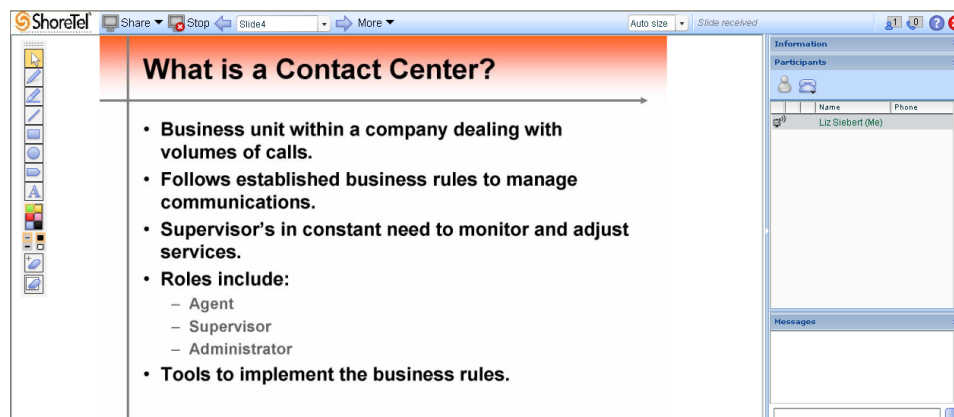 ShoreTel Share Stop Slide4 More Auto size Slide received 1 0 ?
What is a Contact Center?
• Business unit within a company dealing with
volumes of calls.
• Follows established business rules to manage
communications.
• Supervisor's in constant need to monitor and adjust
services.
• Roles include:
– Agent
– Supervisor
– Administrator
• Tools to implement the business rules.
A
Information
Participants
Name Phone
Liz Siebert (Me)
Messages